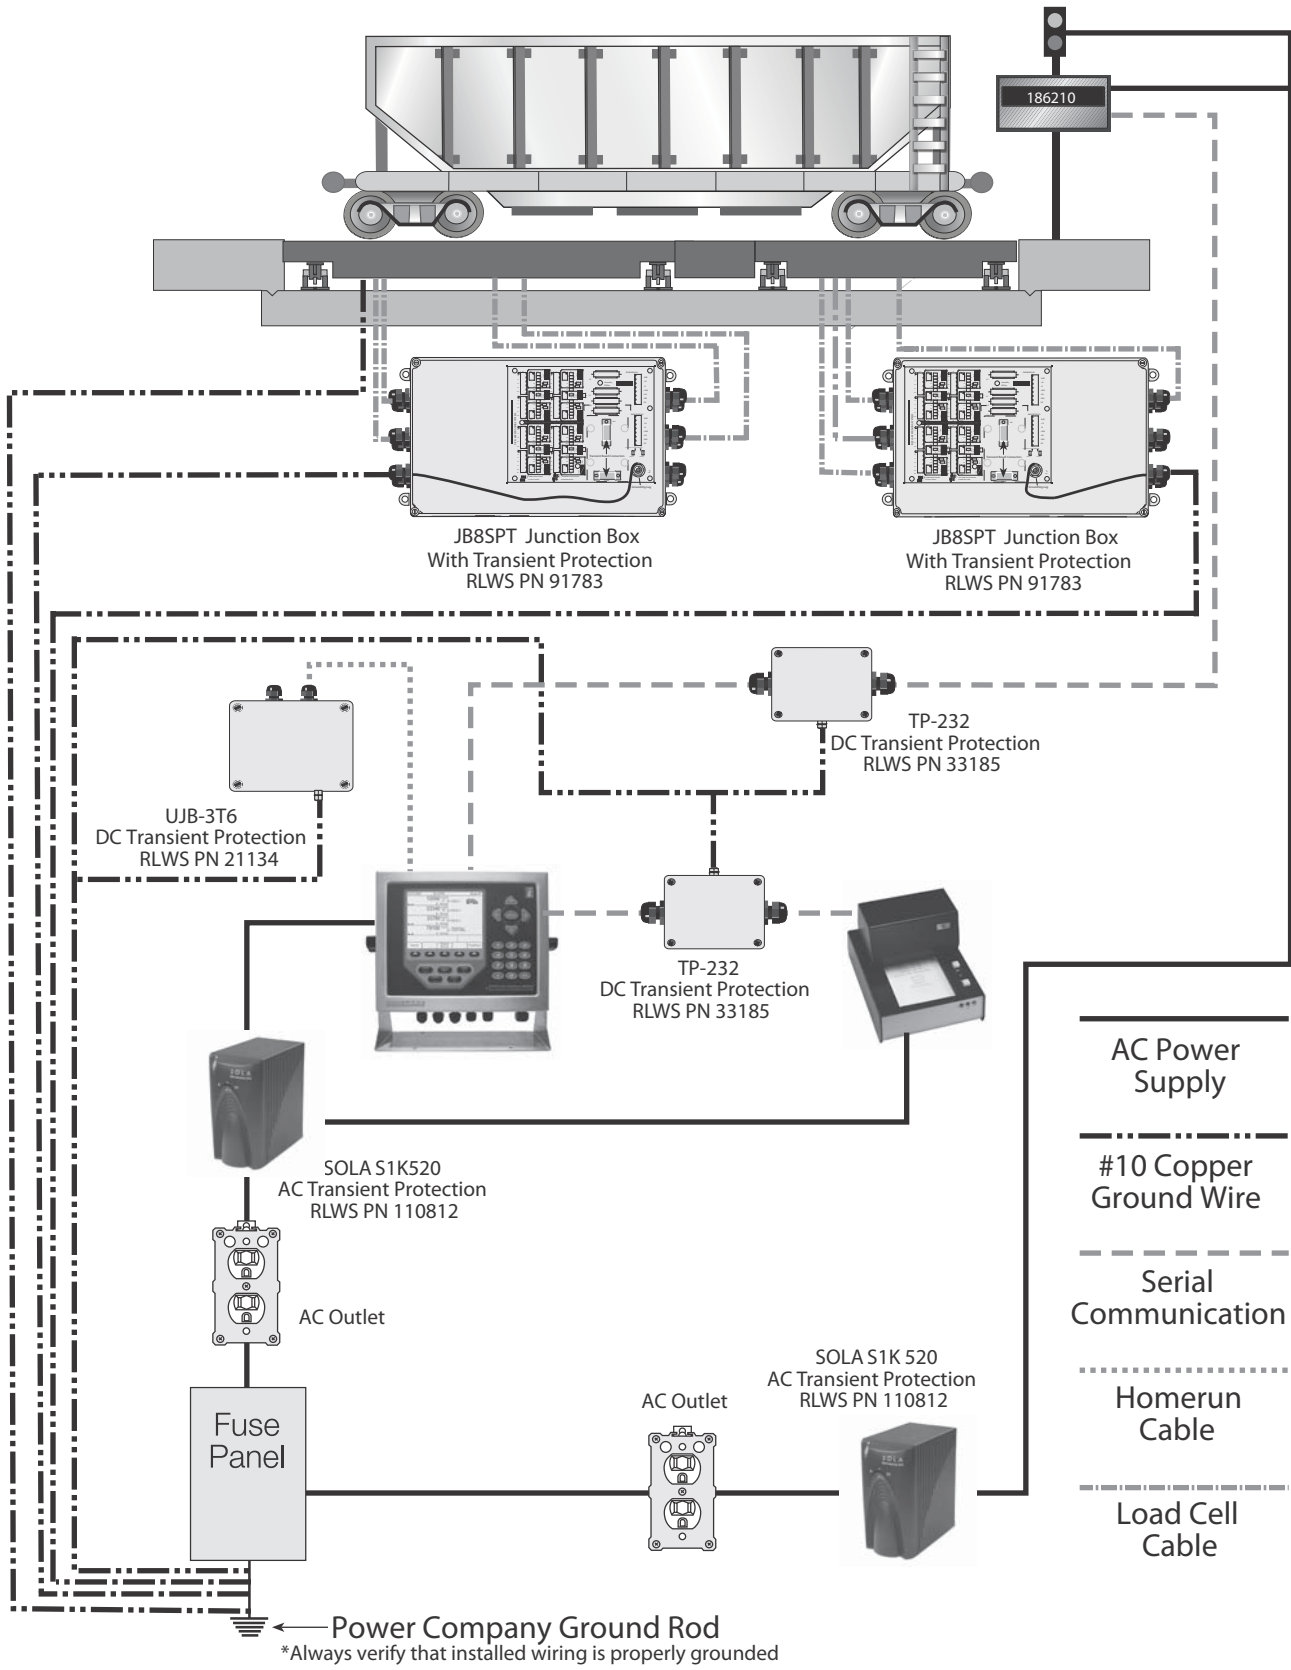 186210
JB8SPT Junction Box
With Transient Protection
RLWS PN 91783
JB8SPT Junction Box
With Transient Protection
RLWS PN 91783
TP-232
DC Transient Protection
RLWS PN 33185
UJB-3T6
DC Transient Protection
RLWS PN 21134
TP-232
DC Transient Protection
RLWS PN 33185
SOLA
SOLA S1K520
AC Transient Protection
RLWS PN 110812
AC Outlet
Fuse
Panel
AC Outlet
SOLA S1K 520
AC Transient Protection
RLWS PN 110812
SOLA
AC Power
Supply
#10 Copper
Ground Wire
Serial
Communication
Homerun
Cable
Load Cell
Cable
Power Company Ground Rod
*Always verify that installed wiring is properly grounded